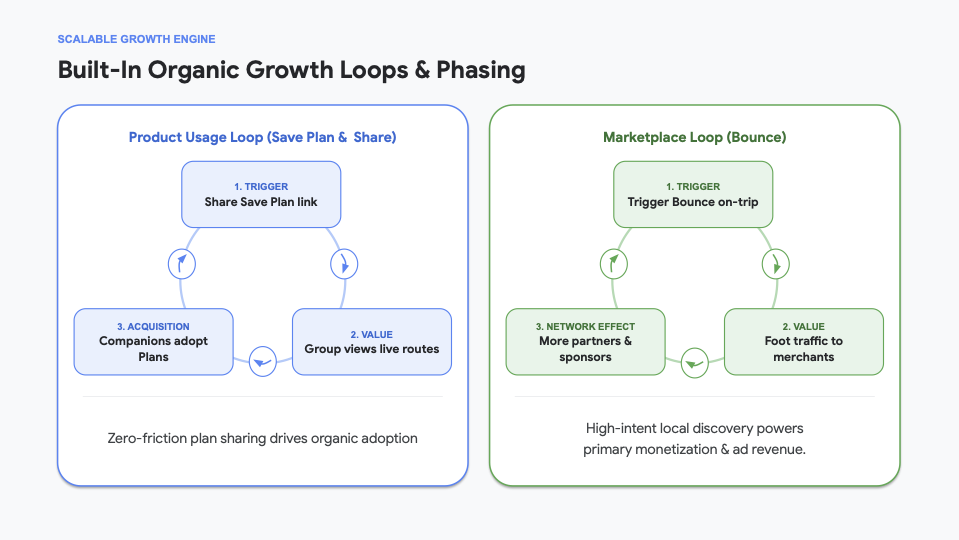 SCALABLE GROWTH ENGINE
Built-In Organic Growth Loops & Phasing
Product Usage Loop (Save Plan & Share)
1. TRIGGER
Share Save Plan link
3. ACQUISITION
Companions adopt
Plans
2. VALUE
Group views live routes
Zero-friction plan sharing drives organic adoption
Marketplace Loop (Bounce)
1. TRIGGER
Trigger Bounce on-trip
3. NETWORK EFFECT
More partners &
sponsors
2. VALUE
Foot traffic to
merchants
High-intent local discovery powers
primary monetization & ad revenue.